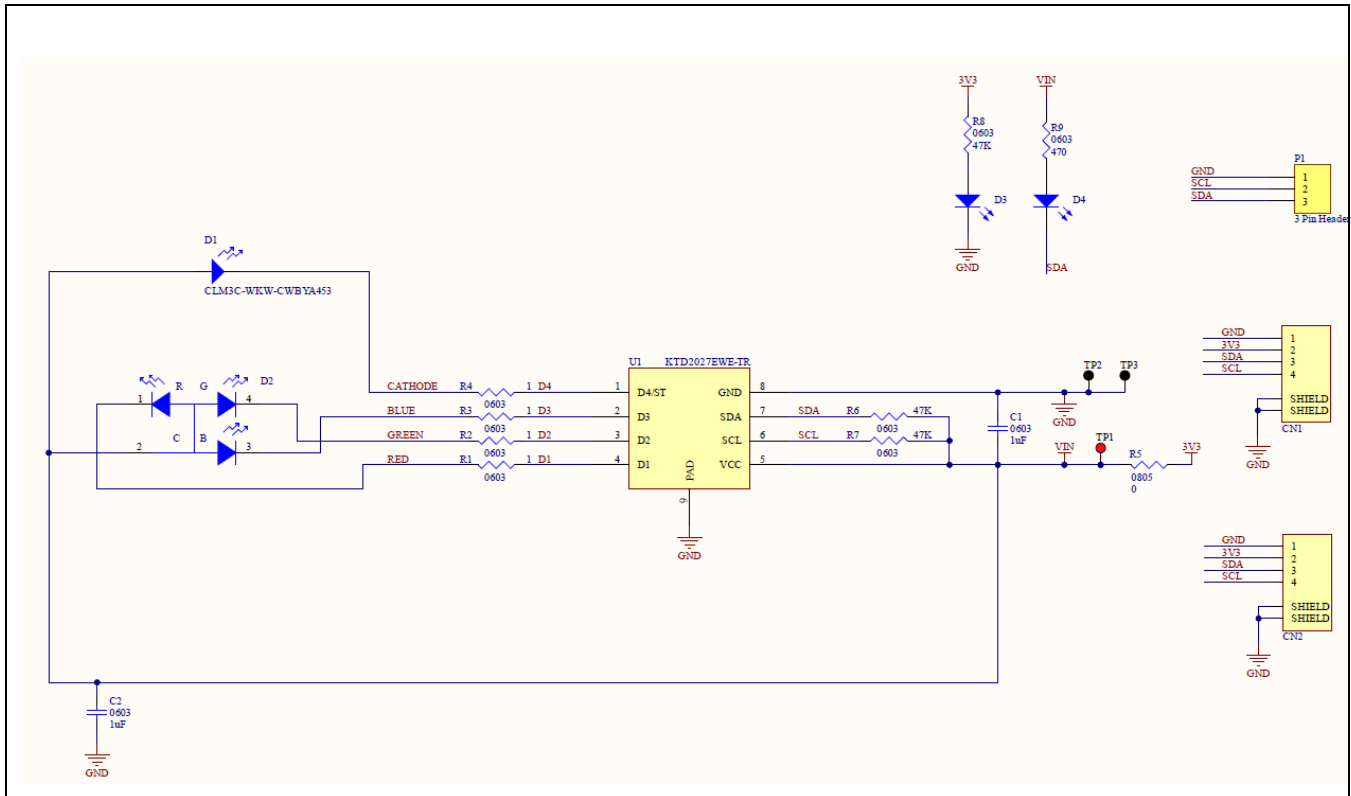 3V3
VIN
R8
0603
47K
R9
0603
470
D3
D4
GND
SDA
P1
GND
SCL
SDA
1
2
3
3 Pin Header
D1
CLM3C-WKW-CWBYA453
R
G
D2
1
4
C
B
2
3
CATHODE
R4
0603
1
D4
BLUE
R3
0603
1
D3
GREEN
R2
0603
1
D2
RED
R1
0603
1
D1
U1
KTD2027EWE-TR
1
D4/ST
2
D3
3
D2
4
D1
GND
8
SDA
7
SCL
6
VCC
5
PAD
9
GND
SDA
R6
0603
47K
SCL
R7
0603
47K
C1
0603
1uF
TP2
TP3
GND
VIN
TP1
R5
0805
0
3V3
GND
3V3
SDA
SCL
1
2
3
4
SHIELD
SHIELD
CN1
GND
GND
3V3
SDA
SCL
1
2
3
4
SHIELD
SHIELD
CN2
GND
C2
0603
1uF
GND